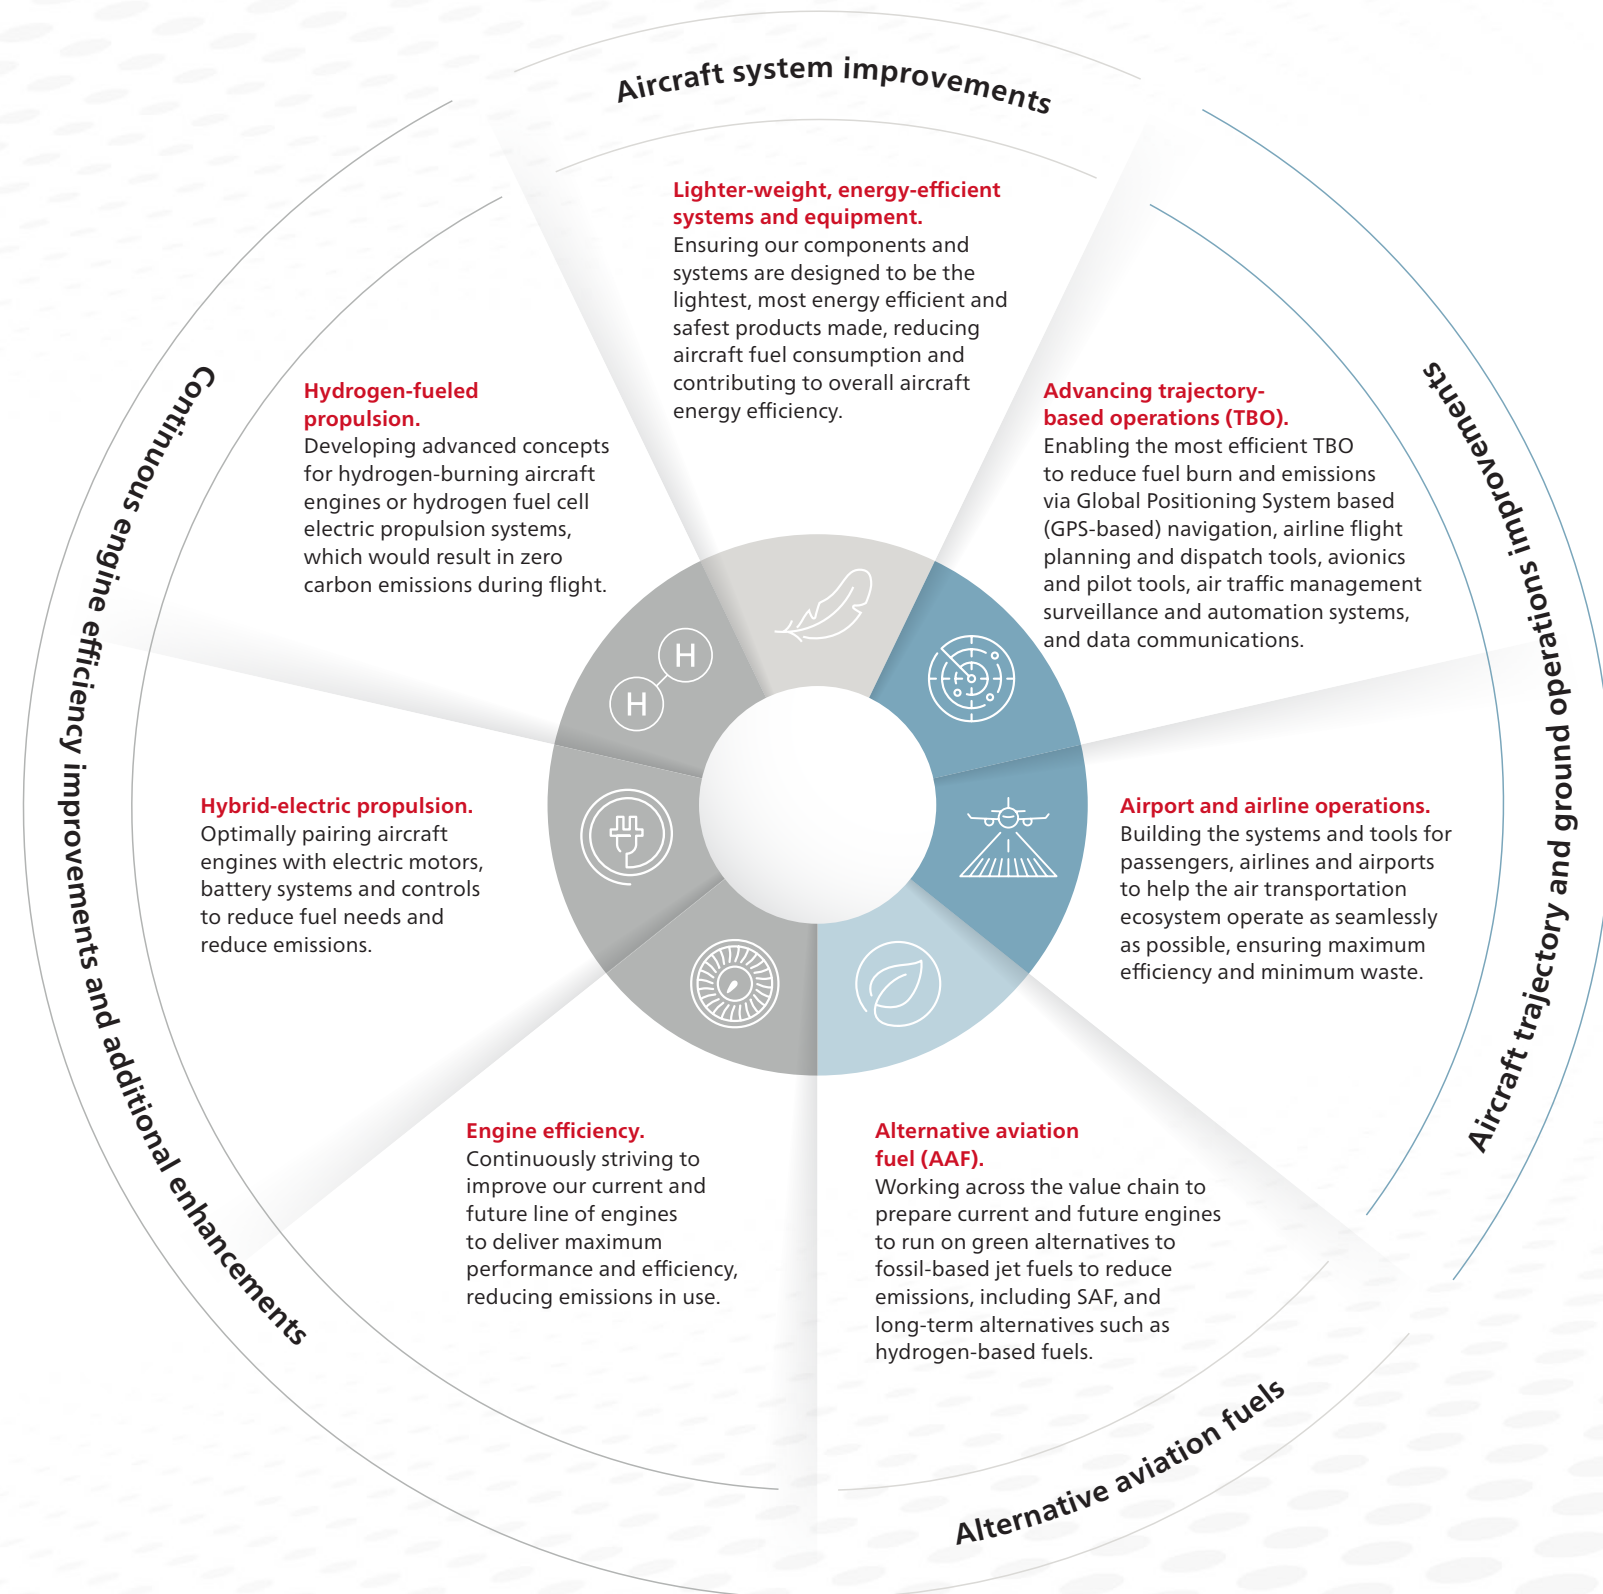 Aircraft system improvements
Lighter-weight, energy-efficient
systems and equipment.
Ensuring our components and
systems are designed to be the
lightest, most energy efficient and
safest products made, reducing
aircraft fuel consumption and
contributing to overall aircraft
energy efficiency.
Aircraft trajectory and ground operations improvements
Advancing trajectory-
based operations (TBO).
Enabling the most efficient TBO
to reduce fuel burn and emissions
via Global Positioning System based
(GPS-based) navigation, airline flight
planning and dispatch tools, avionics
and pilot tools, air traffic management
surveillance and automation systems,
and data communications.
Airport and airline operations.
Building the systems and tools for
passengers, airlines and airports
to help the air transportation
ecosystem operate as seamlessly
as possible, ensuring maximum
efficiency and minimum waste.
Alternative aviation fuels
Alternative aviation
fuel (AAF).
Working across the value chain to
prepare current and future engines
to run on green alternatives to
fossil-based jet fuels to reduce
emissions, including SAF, and
long-term alternatives such as
hydrogen-based fuels.
Continuous engine efficiency improvements and additional enhancements
Engine efficiency.
Continuously striving to
improve our current and
future line of engines
to deliver maximum
performance and efficiency,
reducing emissions in use.
Hybrid-electric propulsion.
Optimally pairing aircraft
engines with electric motors,
battery systems and controls
to reduce fuel needs and
reduce emissions.
Hydrogen-fueled
propulsion.
Developing advanced concepts
for hydrogen-burning aircraft
engines or hydrogen fuel cell
electric propulsion systems,
which would result in zero
carbon emissions during flight.
H
H